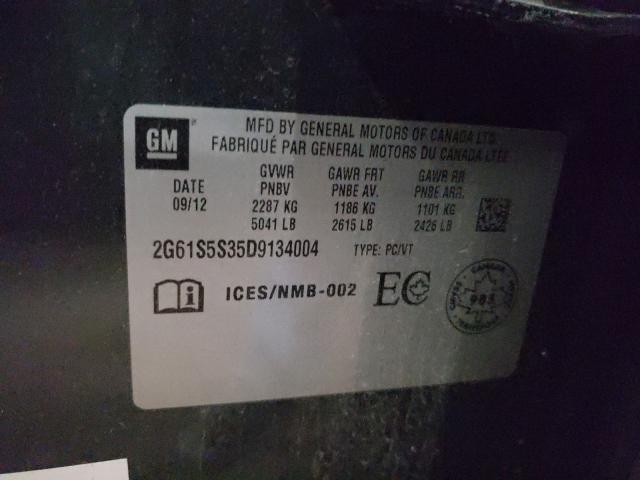 GM
MFD BY GENERAL MOTORS OF CANADA LTD.
FABRIQUÉ PAR GENERAL MOTORS DU CANADA LTÉE
DATE GVWR GAWR FRT GAWR RR
PNBV PNBE AV. PNBE ARR.
09/12 2287 KG 1186 KG 1101 KG
5041 LB 2615 LB 2426 LB
2G61S5S35D9134004 TYPE: PC/VT
i ICES/NMB-002 EC
CANADA
903